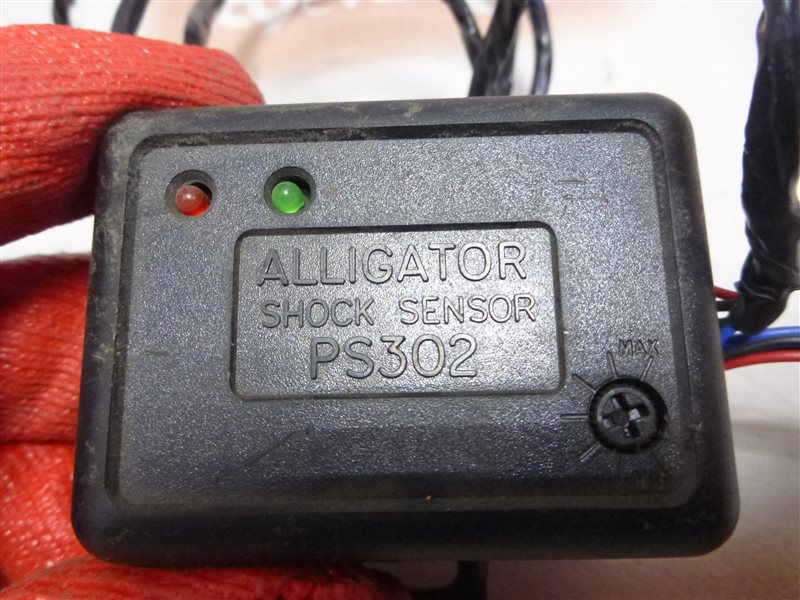 ALLIGATOR
SHOCK SENSOR
PS302
MAX